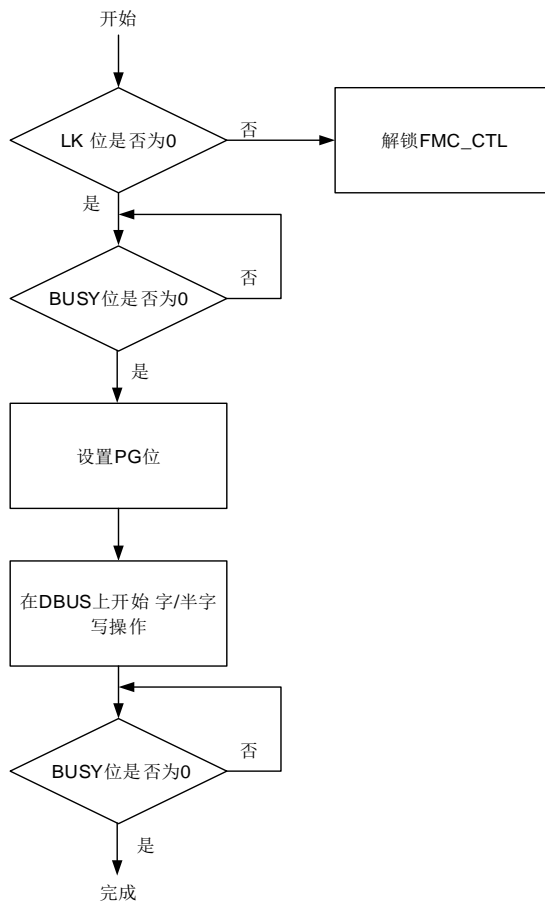 开始
LK 位是否为0
否
解锁FMC_CTL
是
BUSY位是否为0
否
是
设置PG位
在DBUS上开始 字/半字
写操作
BUSY位是否为0
否
是
完成